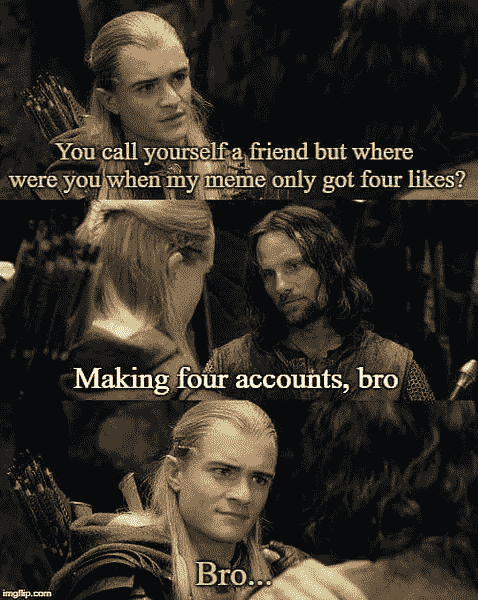 You call yourself a friend but where
were you when my meme only got four likes?
Making four accounts, bro
Bro...
imgflip.com